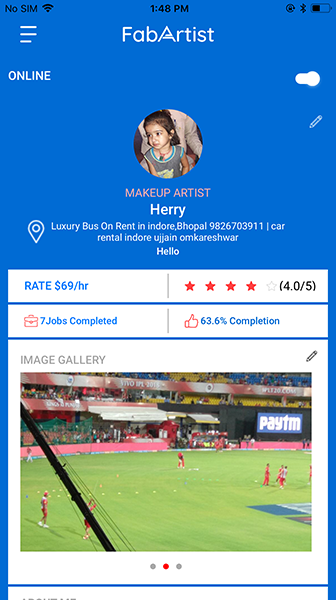 No SIM 1:48 PM
FabArtist
ONLINE
MAKEUP ARTIST
Herry
Luxury Bus On Rent in indore,Bhopal 9826703911 | car
rental indore ujjain omkareshwar
Hello
RATE $69/hr (4.0/5)
7Jobs Completed 63.6% Completion
IMAGE GALLERY
VIVO IPL 2018
paytm
ABOUT ME